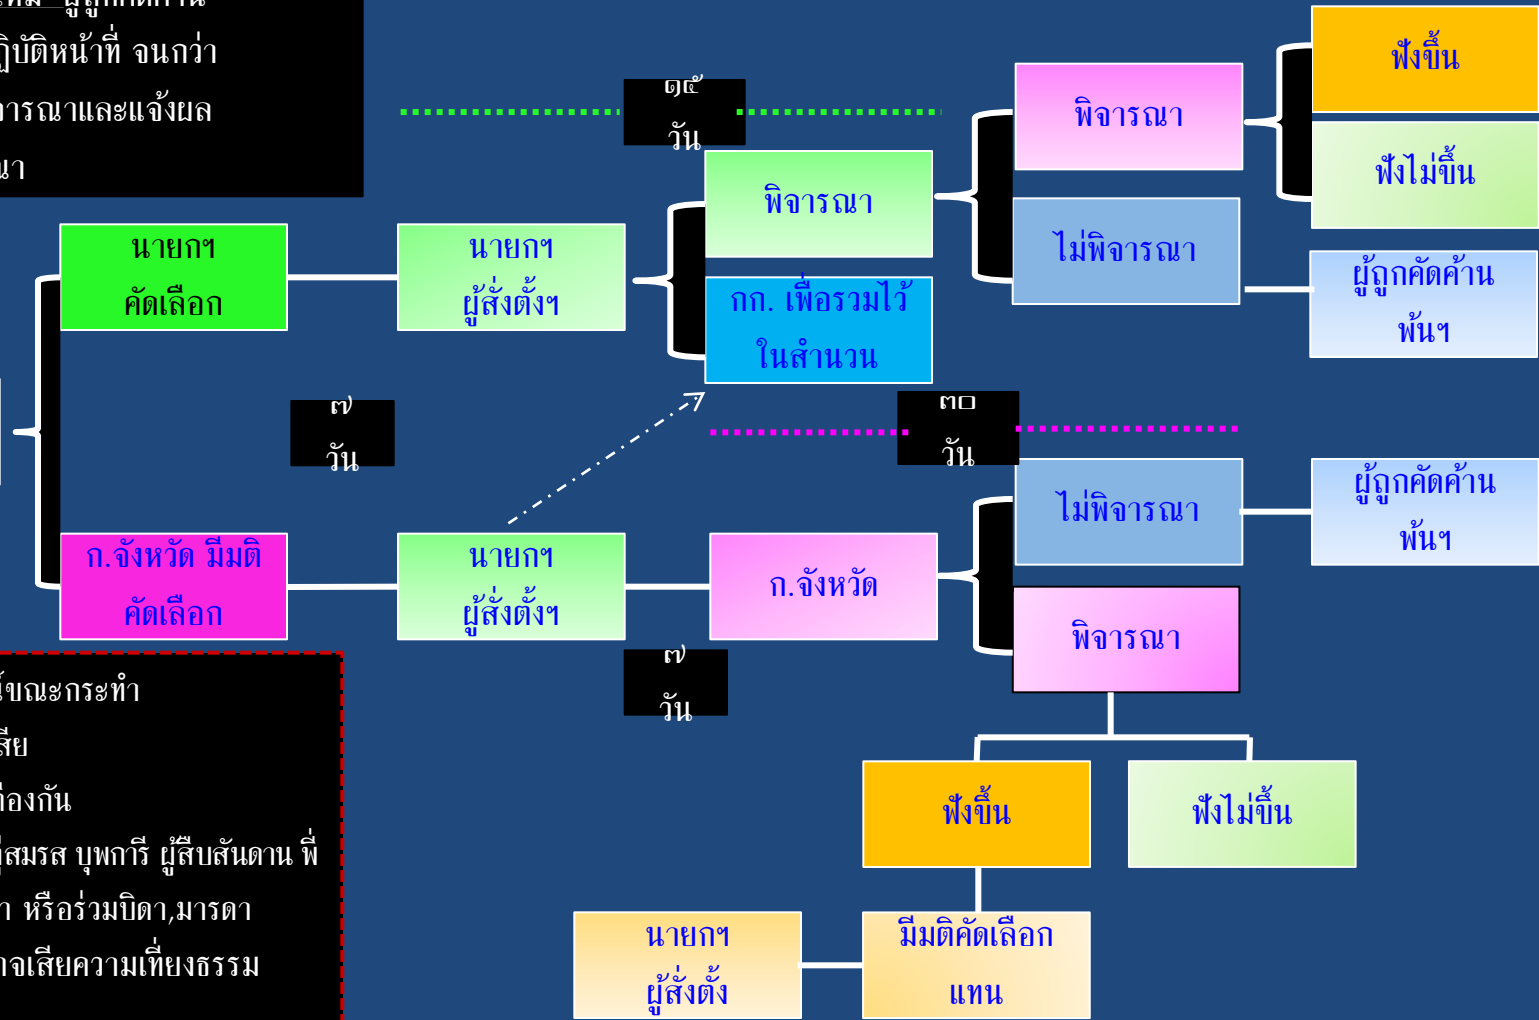 ผู้ถูกคัดค้าน
ฏิบัติหน้าที่ จนกว่า
ารณาและแจ้งผล
ณา
๑๕
วัน
พิจารณา
ฟังขึ้น
ฟังไม่ขึ้น
พิจารณา
ไม่พิจารณา
ผู้ถูกคัดค้าน
พ้นฯ
นายกฯ
คัดเลือก
นายกฯ
ผู้สั่งตั้งฯ
กก. เพื่อรวมไว้
ในสำนวน
๗
วัน
๓๐
วัน
ไม่พิจารณา
ผู้ถูกคัดค้าน
พ้นฯ
ก.จังหวัด มีมติ
คัดเลือก
นายกฯ
ผู้สั่งตั้งฯ
ก.จังหวัด
พิจารณา
๗
วัน
ขณะกระทำ
สีย
องกัน
สมรส บุพการี ผู้สืบสันดาน พี่
า หรือร่วมบิดา,มารดา
าจเสียความเที่ยงธรรม
ฟังขึ้น
ฟังไม่ขึ้น
นายกฯ
ผู้สั่งตั้ง
มีมติคัดเลือก
แทน